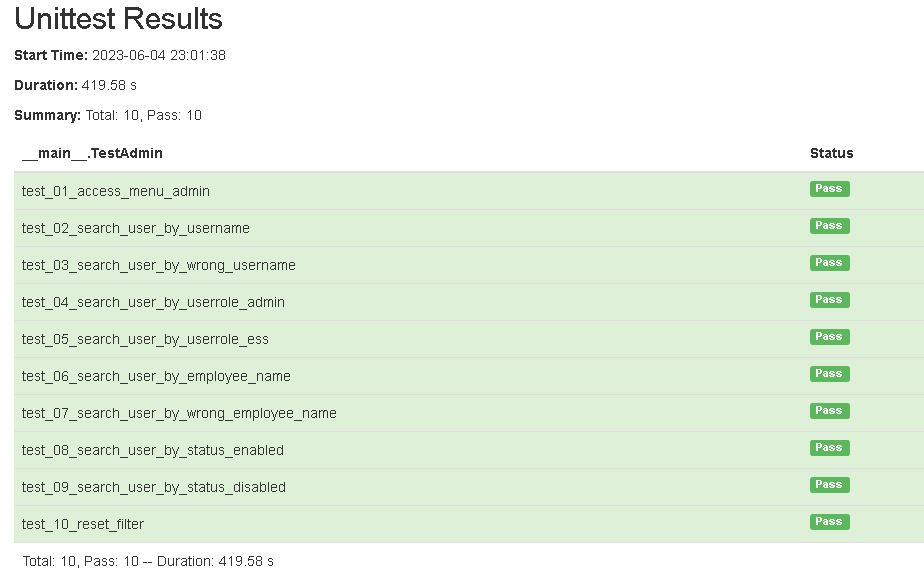 Unittest Results
Start Time: 2023-06-04 23:01:38
Duration: 419.58 s
Summary: Total: 10, Pass: 10
__main__.TestAdmin Status
test_01_access_menu_admin Pass
test_02_search_user_by_username Pass
test_03_search_user_by_wrong_username Pass
test_04_search_user_by_userrole_admin Pass
test_05_search_user_by_userrole_ess Pass
test_06_search_user_by_employee_name Pass
test_07_search_user_by_wrong_employee_name Pass
test_08_search_user_by_status_enabled Pass
test_09_search_user_by_status_disabled Pass
test_10_reset_filter Pass
Total: 10, Pass: 10 -- Duration: 419.58 s